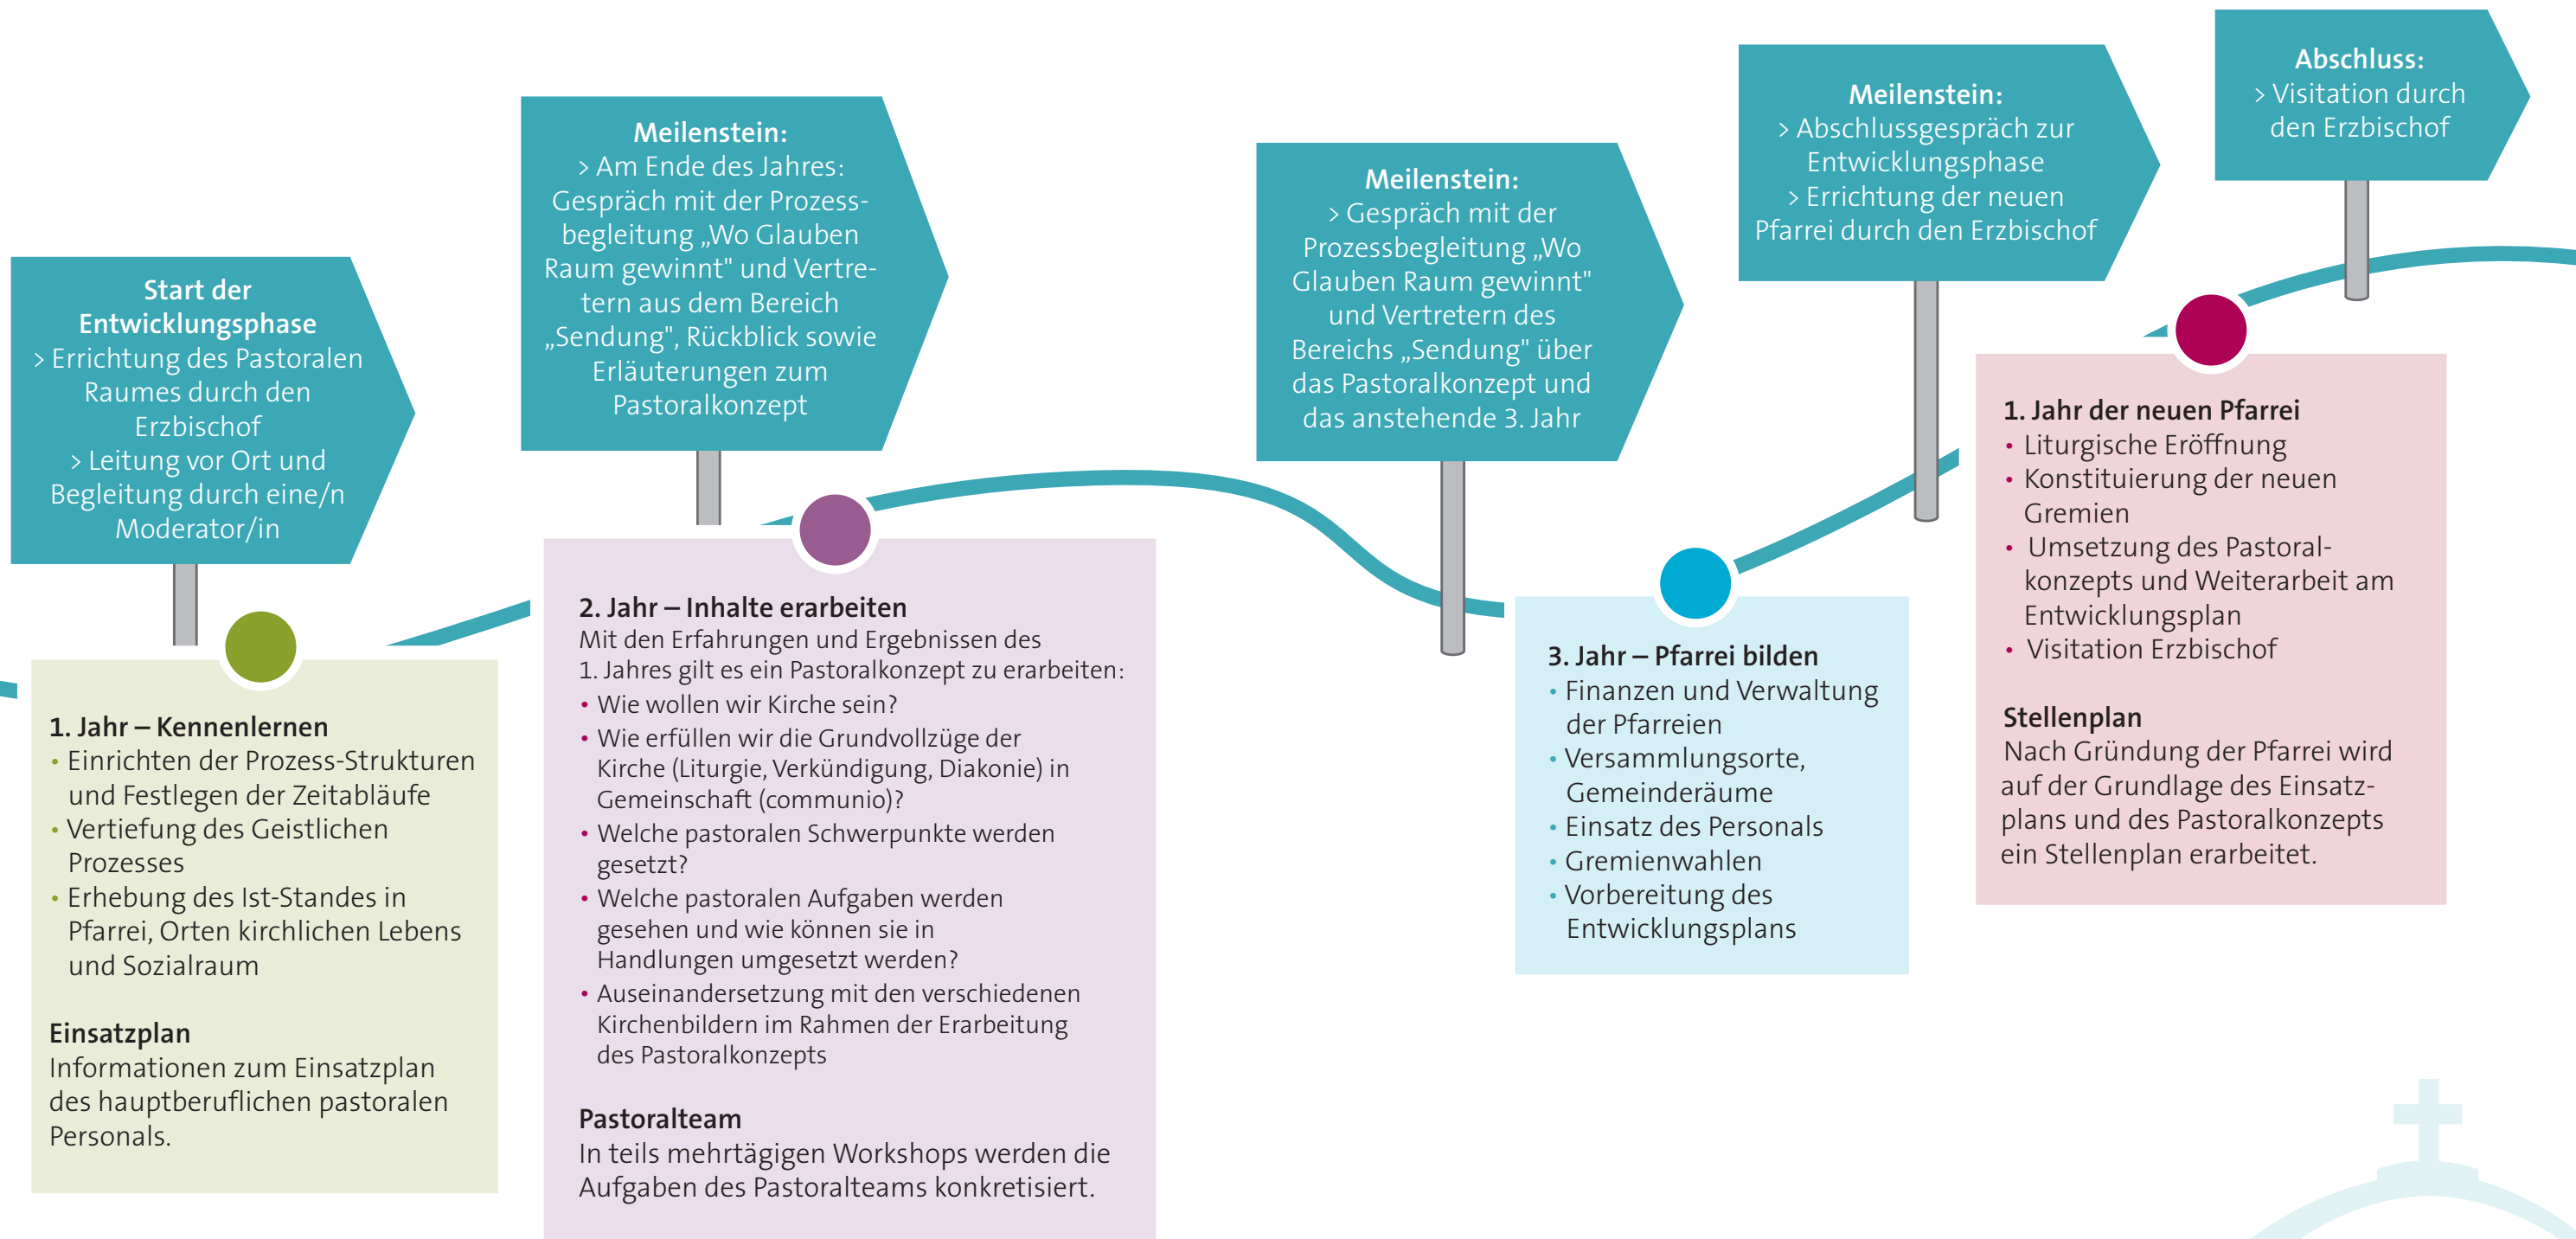 Start der
Entwicklungsphase
> Errichtung des Pastoralen
Raumes durch den
Erzbischof
> Leitung vor Ort und
Begleitung durch eine/n
Moderator/in
1. Jahr – Kennenlernen
• Einrichten der Prozess-Strukturen
und Festlegen der Zeitabläufe
• Vertiefung des Geistlichen
Prozesses
• Erhebung des Ist-Standes in
Pfarrei, Orten kirchlichen Lebens
und Sozialraum
Einsatzplan
Informationen zum Einsatzplan
des hauptberuflichen pastoralen
Personals.
Meilenstein:
> Am Ende des Jahres:
Gespräch mit der Prozess-
begleitung „Wo Glauben
Raum gewinnt" und Vertre-
tern aus dem Bereich
„Sendung", Rückblick sowie
Erläuterungen zum
Pastoralkonzept
2. Jahr – Inhalte erarbeiten
Mit den Erfahrungen und Ergebnissen des
1. Jahres gilt es ein Pastoralkonzept zu erarbeiten:
• Wie wollen wir Kirche sein?
• Wie erfüllen wir die Grundvollzüge der
Kirche (Liturgie, Verkündigung, Diakonie) in
Gemeinschaft (communio)?
• Welche pastoralen Schwerpunkte werden
gesetzt?
• Welche pastoralen Aufgaben werden
gesehen und wie können sie in
Handlungen umgesetzt werden?
• Auseinandersetzung mit den verschiedenen
Kirchenbildern im Rahmen der Erarbeitung
des Pastoralkonzepts
Pastoralteam
In teils mehrtägigen Workshops werden die
Aufgaben des Pastoralteams konkretisiert.
Meilenstein:
> Gespräch mit der
Prozessbegleitung „Wo
Glauben Raum gewinnt"
und Vertretern des
Bereichs „Sendung" über
das Pastoralkonzept und
das anstehende 3. Jahr
3. Jahr – Pfarrei bilden
• Finanzen und Verwaltung
der Pfarreien
• Versammlungsorte,
Gemeinderäume
• Einsatz des Personals
• Gremienwahlen
• Vorbereitung des
Entwicklungsplans
Meilenstein:
> Abschlussgespräch zur
Entwicklungsphase
> Errichtung der neuen
Pfarrei durch den Erzbischof
1. Jahr der neuen Pfarrei
• Liturgische Eröffnung
• Konstituierung der neuen
Gremien
• Umsetzung des Pastoral-
konzepts und Weiterarbeit am
Entwicklungsplan
• Visitation Erzbischof
Stellenplan
Nach Gründung der Pfarrei wird
auf der Grundlage des Einsatz-
plans und des Pastoralkonzepts
ein Stellenplan erarbeitet.
Abschluss:
> Visitation durch
den Erzbischof